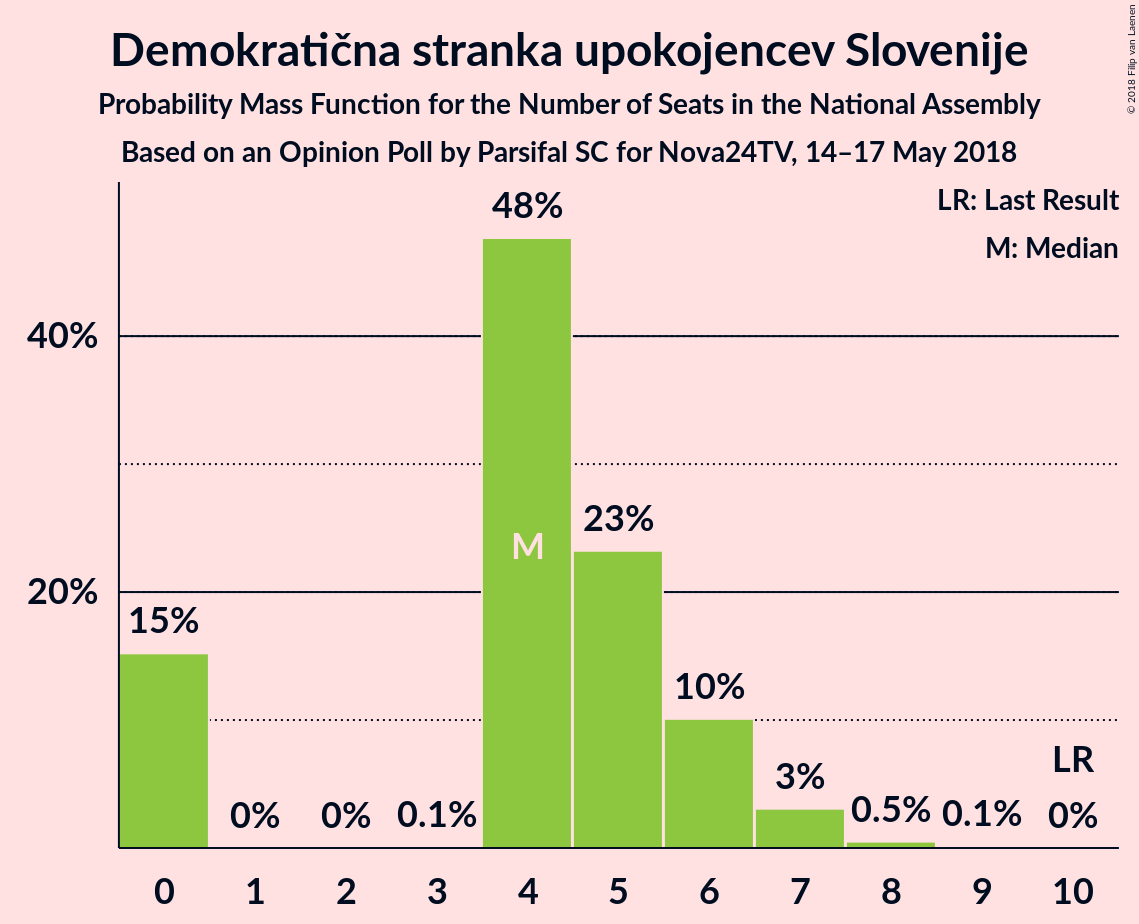 Demokratična stranka upokojencev Slovenije
Probability Mass Function for the Number of Seats in the National Assembly
Based on an Opinion Poll by Parsifal SC for Nova24TV, 14–17 May 2018
© 2018 Filip van Laenen
LR: Last Result
M: Median
40%
20%
15%
0%
0%
0.1%
48%
M
23%
10%
3%
0.5%
0.1%
LR
0%
0 1 2 3 4 5 6 7 8 9 10